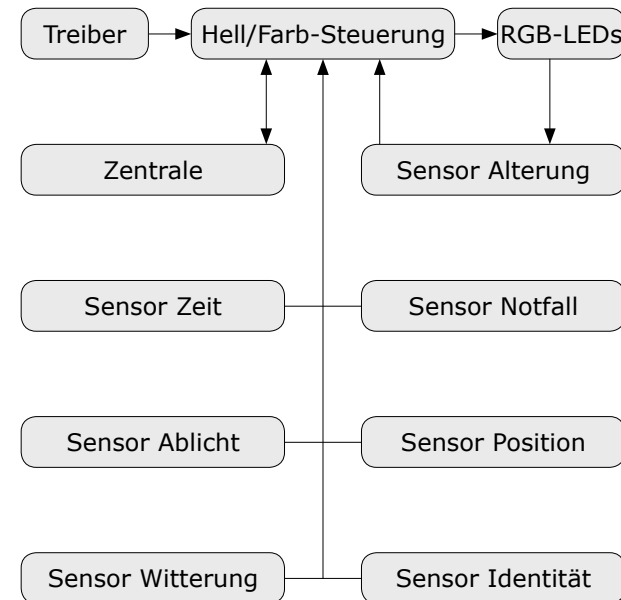 Treiber
Hell/Farb-Steuerung
RGB-LEDs
Zentrale
Sensor Alterung
Sensor Zeit
Sensor Notfall
Sensor Ablicht
Sensor Position
Sensor Witterung
Sensor Identität